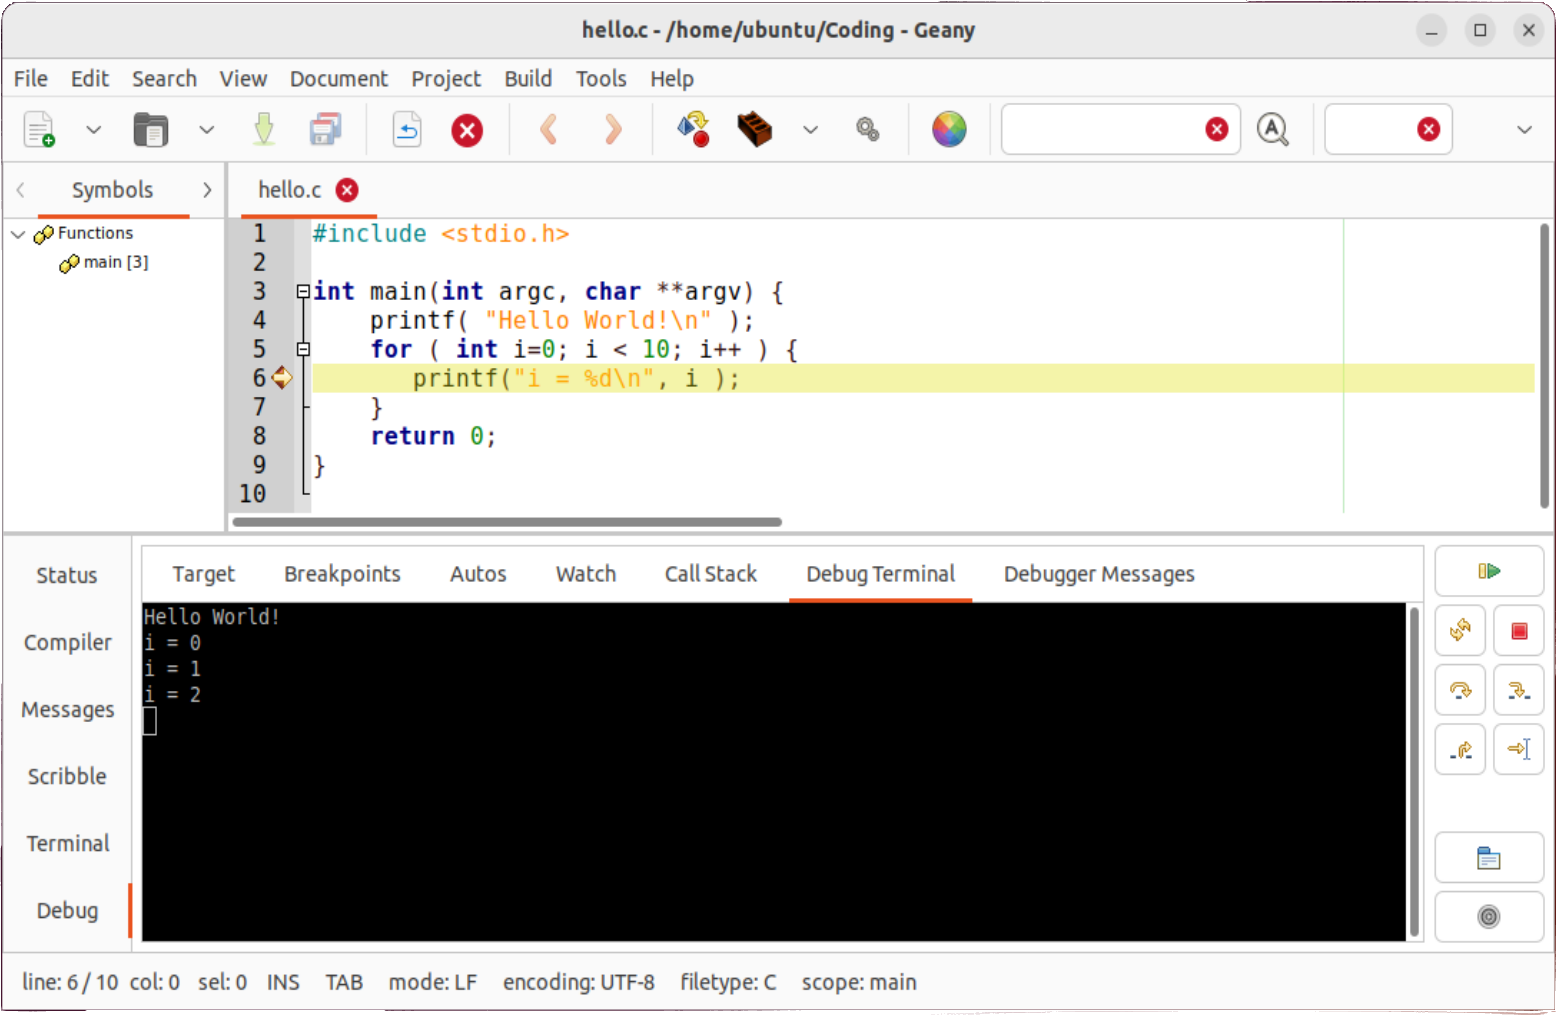 hello.c - /home/ubuntu/Coding - Geany
File Edit Search View Document Project Build Tools Help
Symbols
hello.c
Functions
main [3]
1 #include <stdio.h>
2
3 int main(int argc, char **argv) {
4 printf( "Hello World!\n" );
5 for ( int i=0; i < 10; i++ ) {
6 printf("i = %d\n", i );
7 }
8 return 0;
9 }
10
Status
Compiler
Messages
Scribble
Terminal
Debug
Target Breakpoints Autos Watch Call Stack Debug Terminal Debugger Messages
Hello World!
i = 0
i = 1
i = 2
line: 6 / 10 col: 0 sel: 0 INS TAB mode: LF encoding: UTF-8 filetype: C scope: main